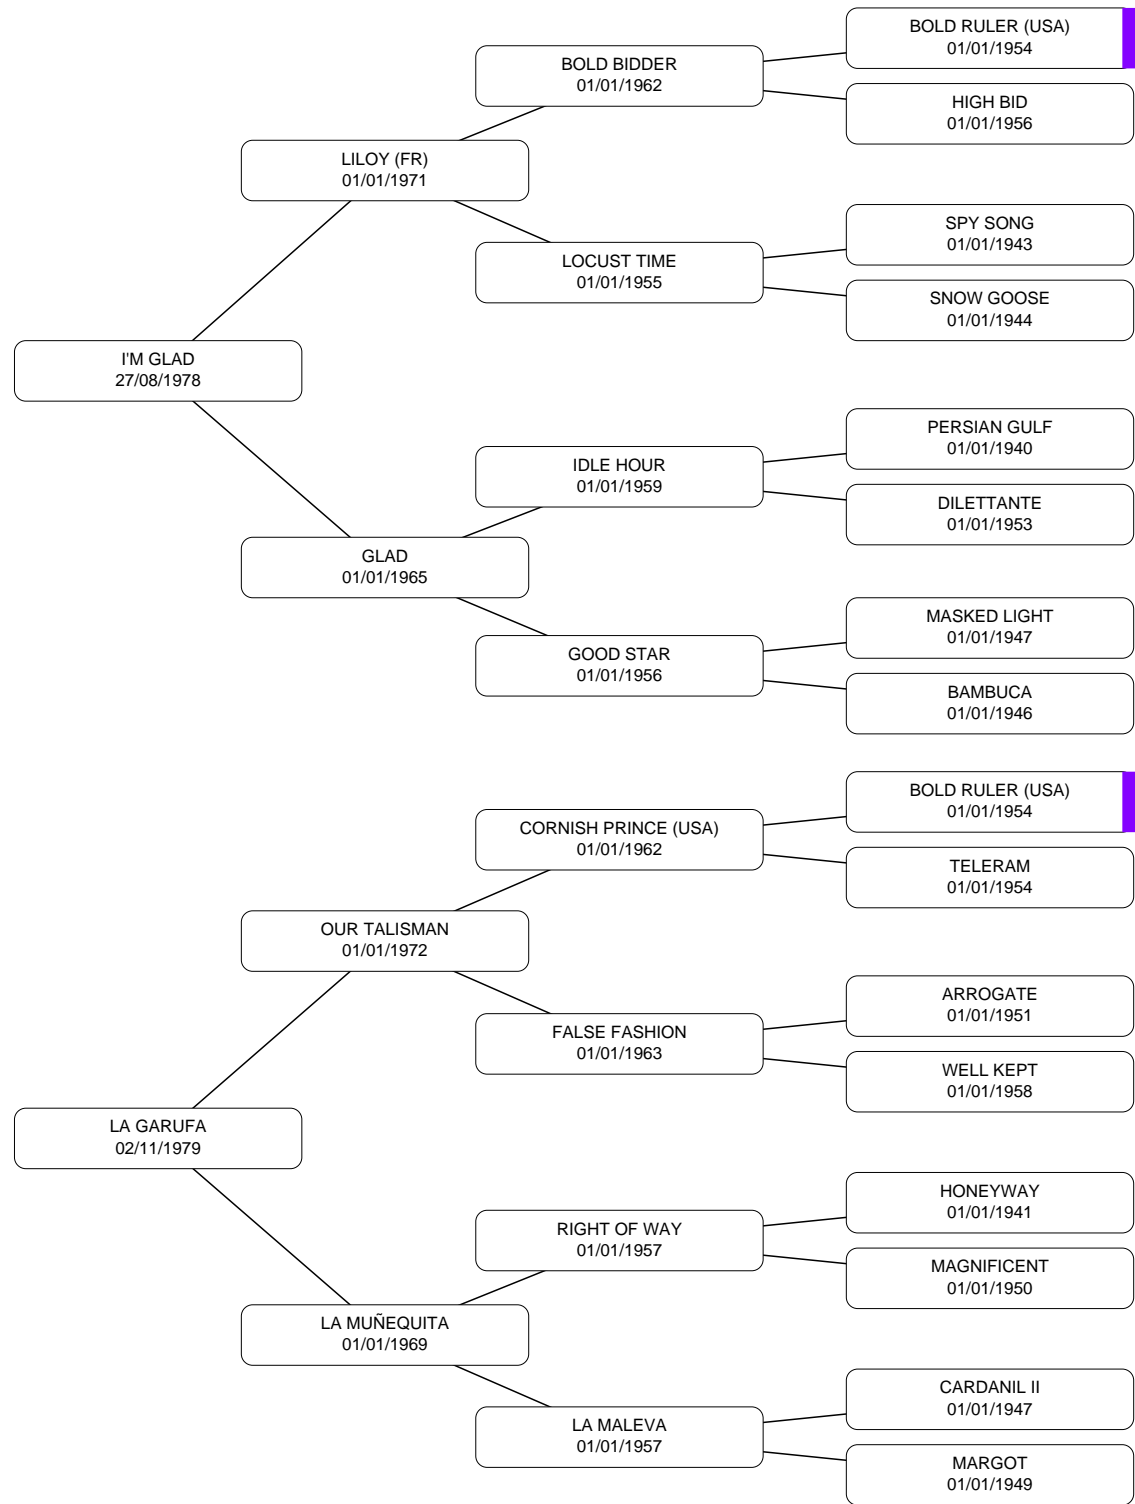 BOLD RULER (USA)
01/01/1954
BOLD BIDDER
01/01/1962
HIGH BID
01/01/1956
LILOY (FR)
01/01/1971
SPY SONG
01/01/1943
LOCUST TIME
01/01/1955
SNOW GOOSE
01/01/1944
I'M GLAD
27/08/1978
PERSIAN GULF
01/01/1940
IDLE HOUR
01/01/1959
DILETTANTE
01/01/1953
GLAD
01/01/1965
MASKED LIGHT
01/01/1947
GOOD STAR
01/01/1956
BAMBUCA
01/01/1946
BOLD RULER (USA)
01/01/1954
CORNISH PRINCE (USA)
01/01/1962
TELERAM
01/01/1954
OUR TALISMAN
01/01/1972
ARROGATE
01/01/1951
FALSE FASHION
01/01/1963
WELL KEPT
01/01/1958
LA GARUFA
02/11/1979
HONEYWAY
01/01/1941
RIGHT OF WAY
01/01/1957
MAGNIFICENT
01/01/1950
LA MUÑEQUITA
01/01/1969
CARDANIL II
01/01/1947
LA MALEVA
01/01/1957
MARGOT
01/01/1949